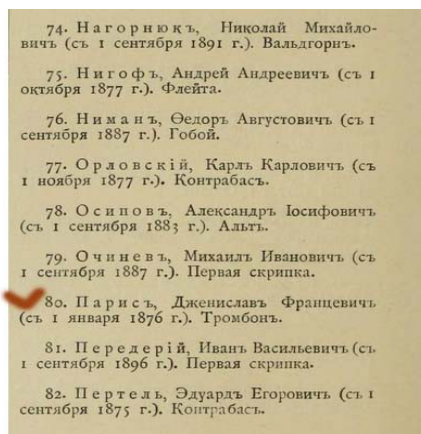 74. Нагорнюкъ, Николай Михайло-
вичъ (съ 1 сентября 1891 г.). Вальдгорнъ.
75. Нигофъ, Андрей Андреевичъ (съ 1
октября 1877 г.). Флейта.
76. Ниманъ, Ѳедоръ Августовичъ (съ 1
сентября 1887 г.). Гобой.
77. Орловскій, Карлъ Карловичъ (съ
1 ноября 1877 г.). Контрабасъ.
78. Осиповъ, Александръ Іосифовичъ
(съ 1 сентября 1883 г.). Альтъ.
79. Очиневъ, Михаилъ Ивановичъ (съ
1 сентября 1887 г.). Первая скрипка.
80. Парисъ, Джениславъ Францевичъ
(съ 1 января 1876 г.). Тромбонъ.
81. Передерій, Иванъ Васильевичъ (съ
1 сентября 1896 г.). Первая скрипка.
82. Пертель, Эдуардъ Егоровичъ (съ 1
сентября 1875 г.). Контрабасъ.